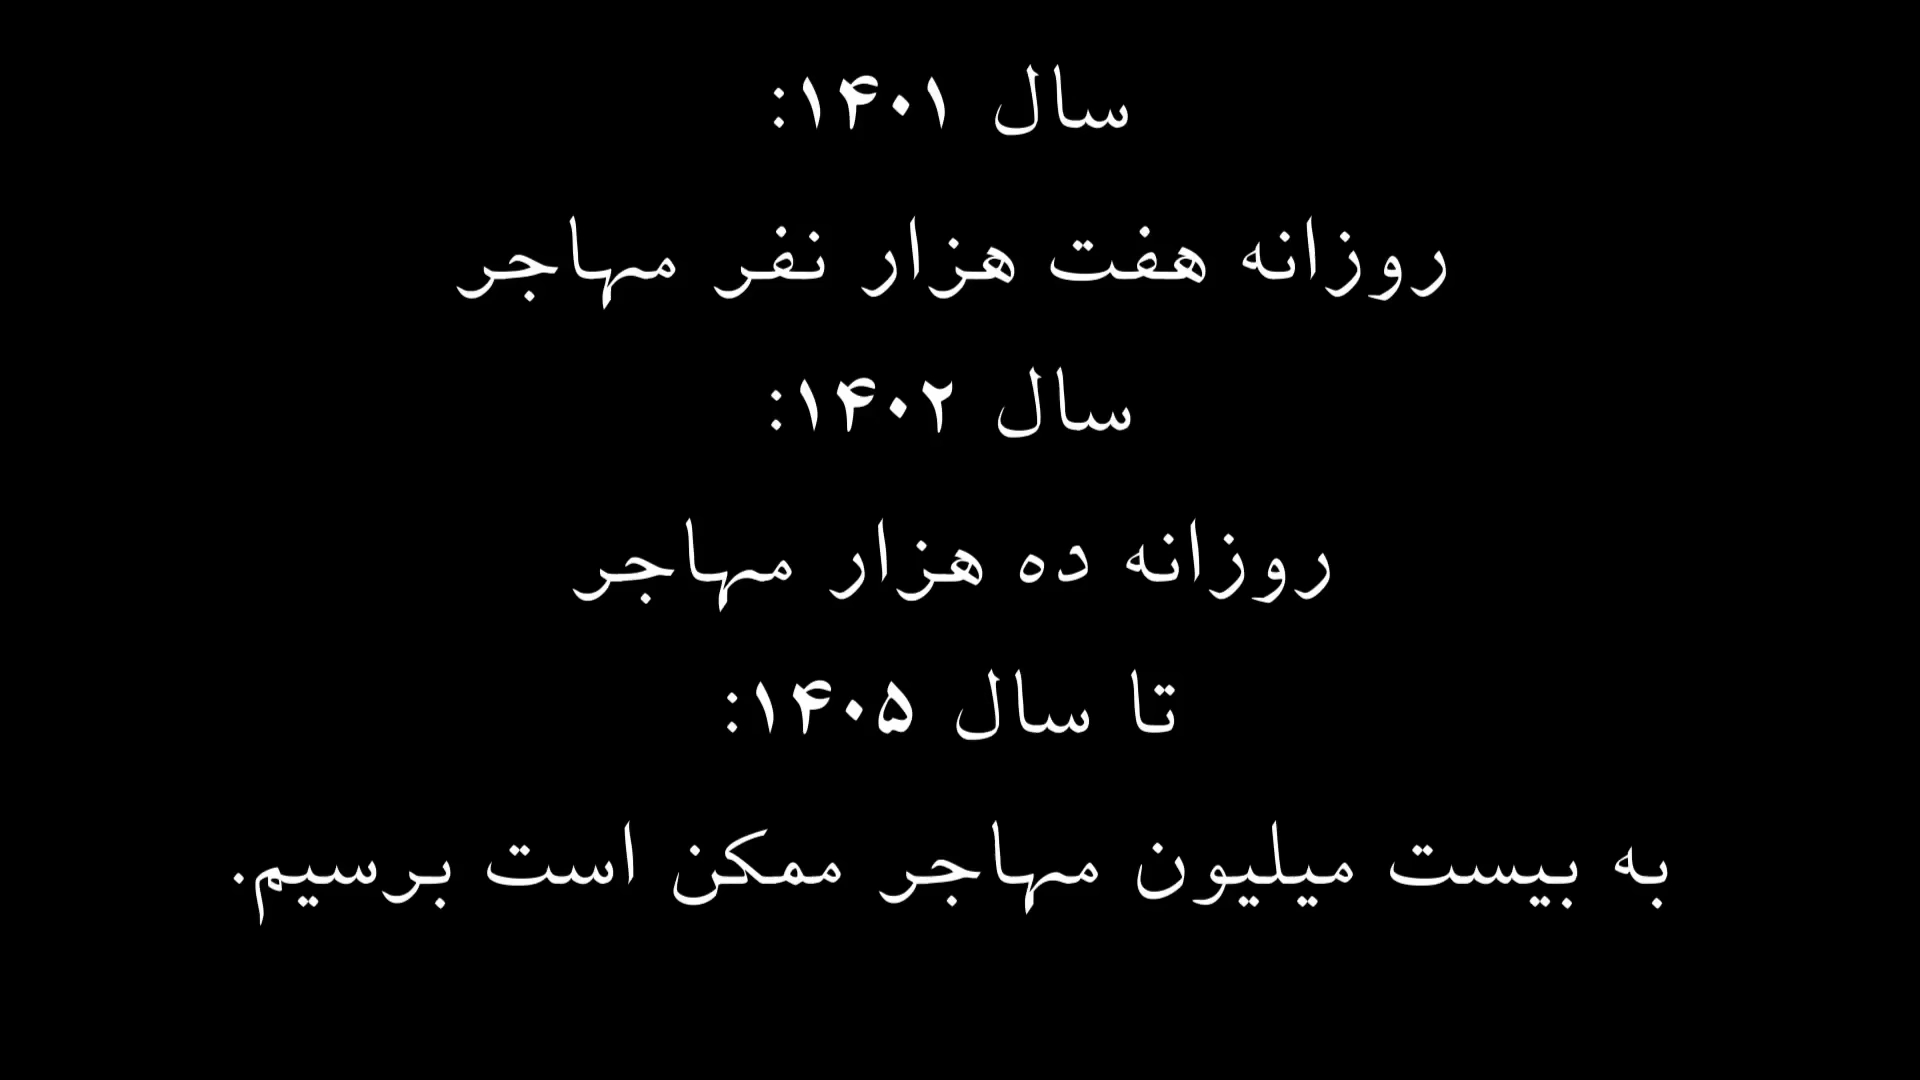 سال ۱۴۰۱:
روزانه هفت هزار نفر مهاجر
سال ۱۴۰۲:
روزانه ده هزار مهاجر
تا سال ۱۴۰۵:
به بیست میلیون مهاجر ممکن است برسیم.